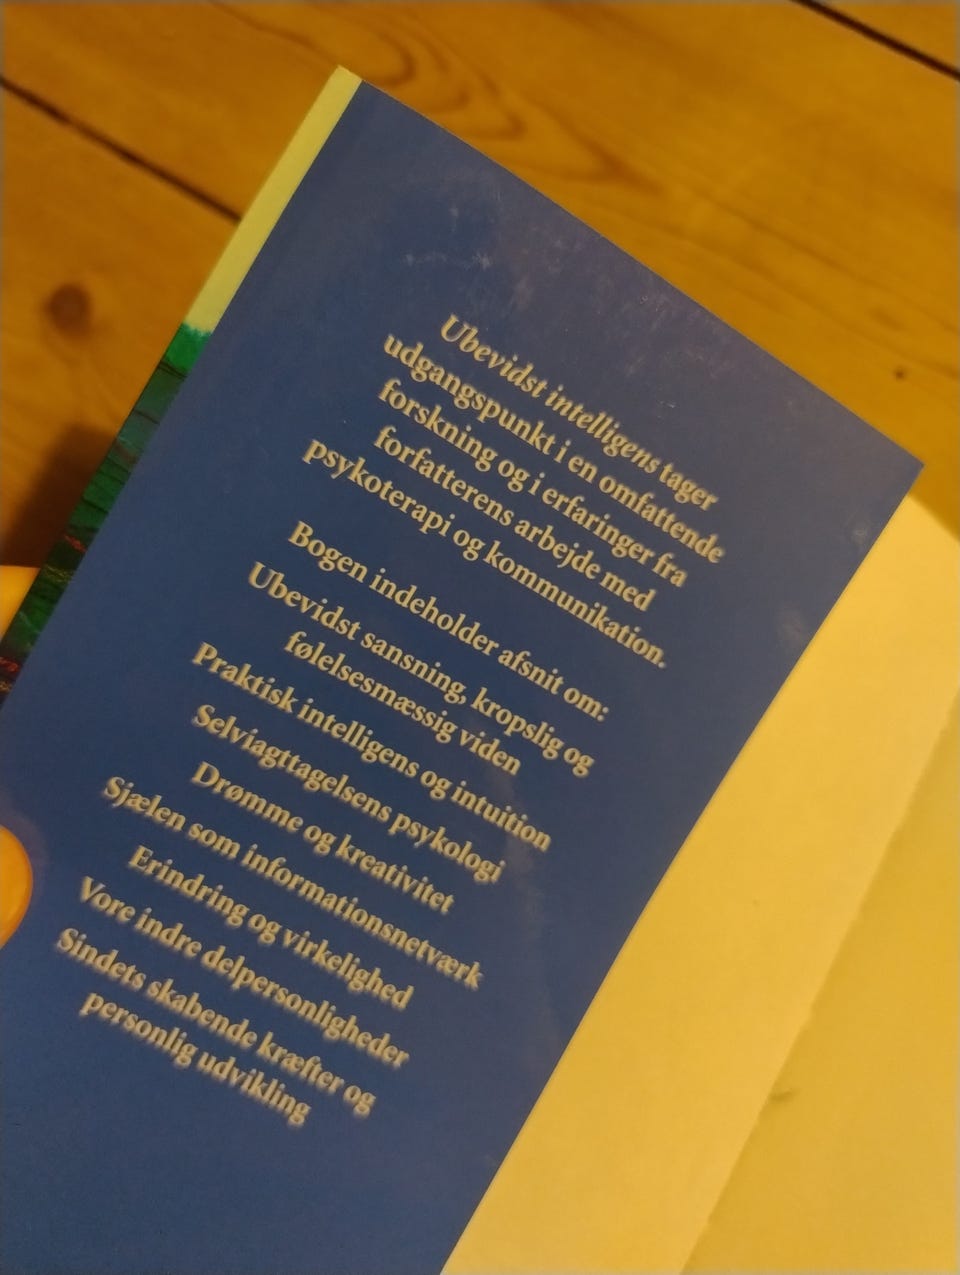 Ubevidst intelligens tager
udgangspunkt i en omfattende
forskning og i erfaringer fra
forfatterens arbejde med
psykoterapi og kommunikation.
Bogen indeholder afsnit om:
Ubevidst sansning, kropslig og
følelsesmæssig viden
Praktisk intelligens og intuition
Selviagttagelsens psykologi
Drømme og kreativitet
Sjælen som informationsnetværk
Erindring og virkelighed
Vore indre delpersonligheder
Sindets skabende kræfter og
personlig udvikling